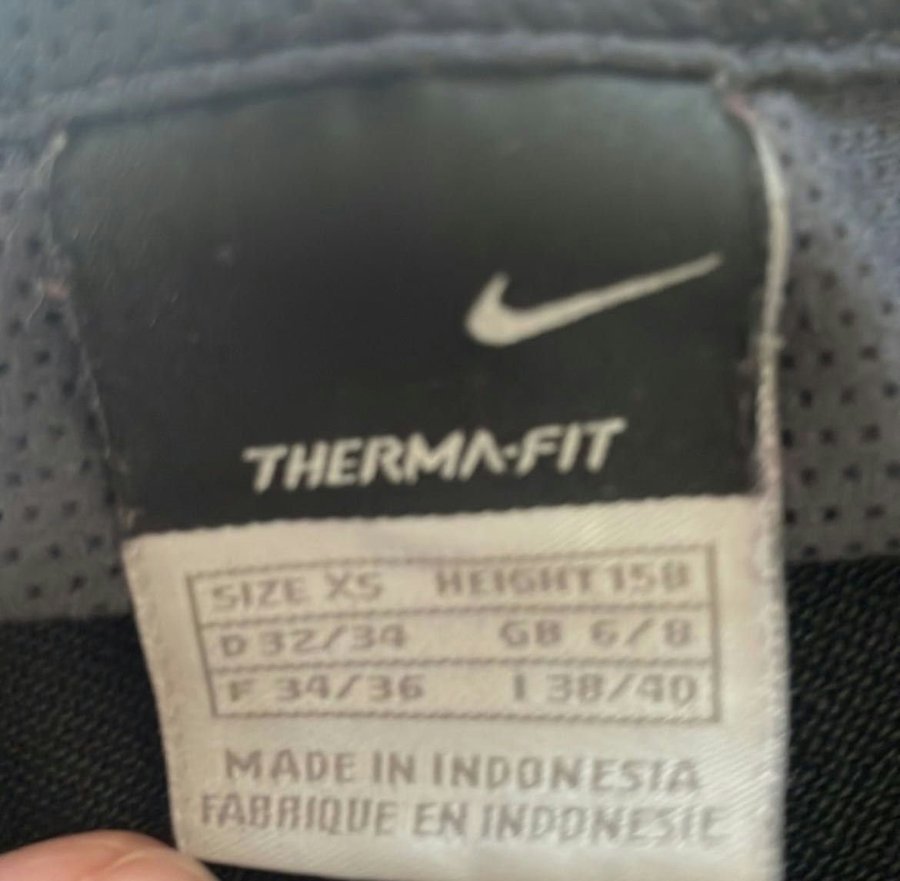 THERMA·FIT
SIZE XS HEIGHT 158
D 32/34 GB 6/8
F 34/36 I 38/40
MADE IN INDONESIA
FABRIQUE EN INDONESIE